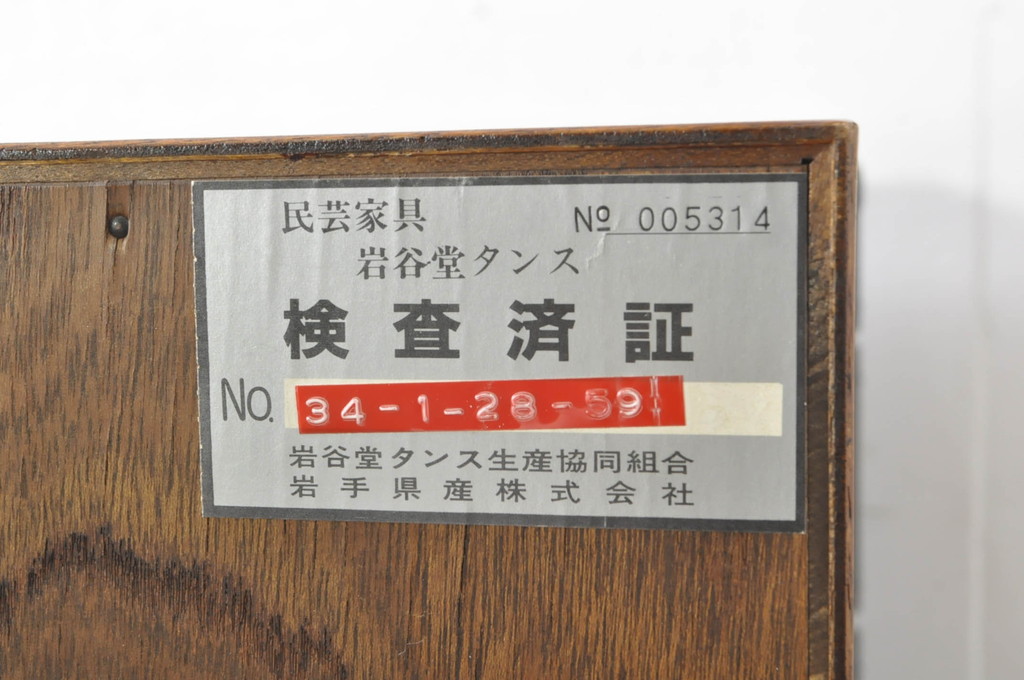 民芸家具 № 005314
岩谷堂タンス
検査済証
No. 34-1-28-59
岩谷堂タンス生産協同組合
岩手県産株式会社